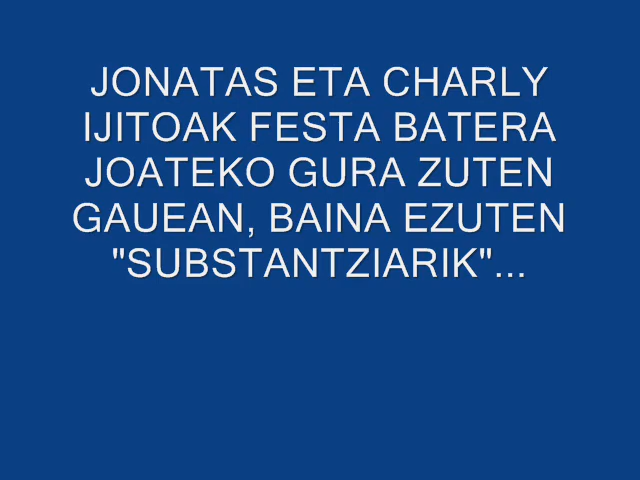 JONATAS ETA CHARLY
IJITOAK FESTA BATERA
JOATEKO GURA ZUTEN
GAUEAN, BAINA EZUTEN
"SUBSTANTZIARIK"...